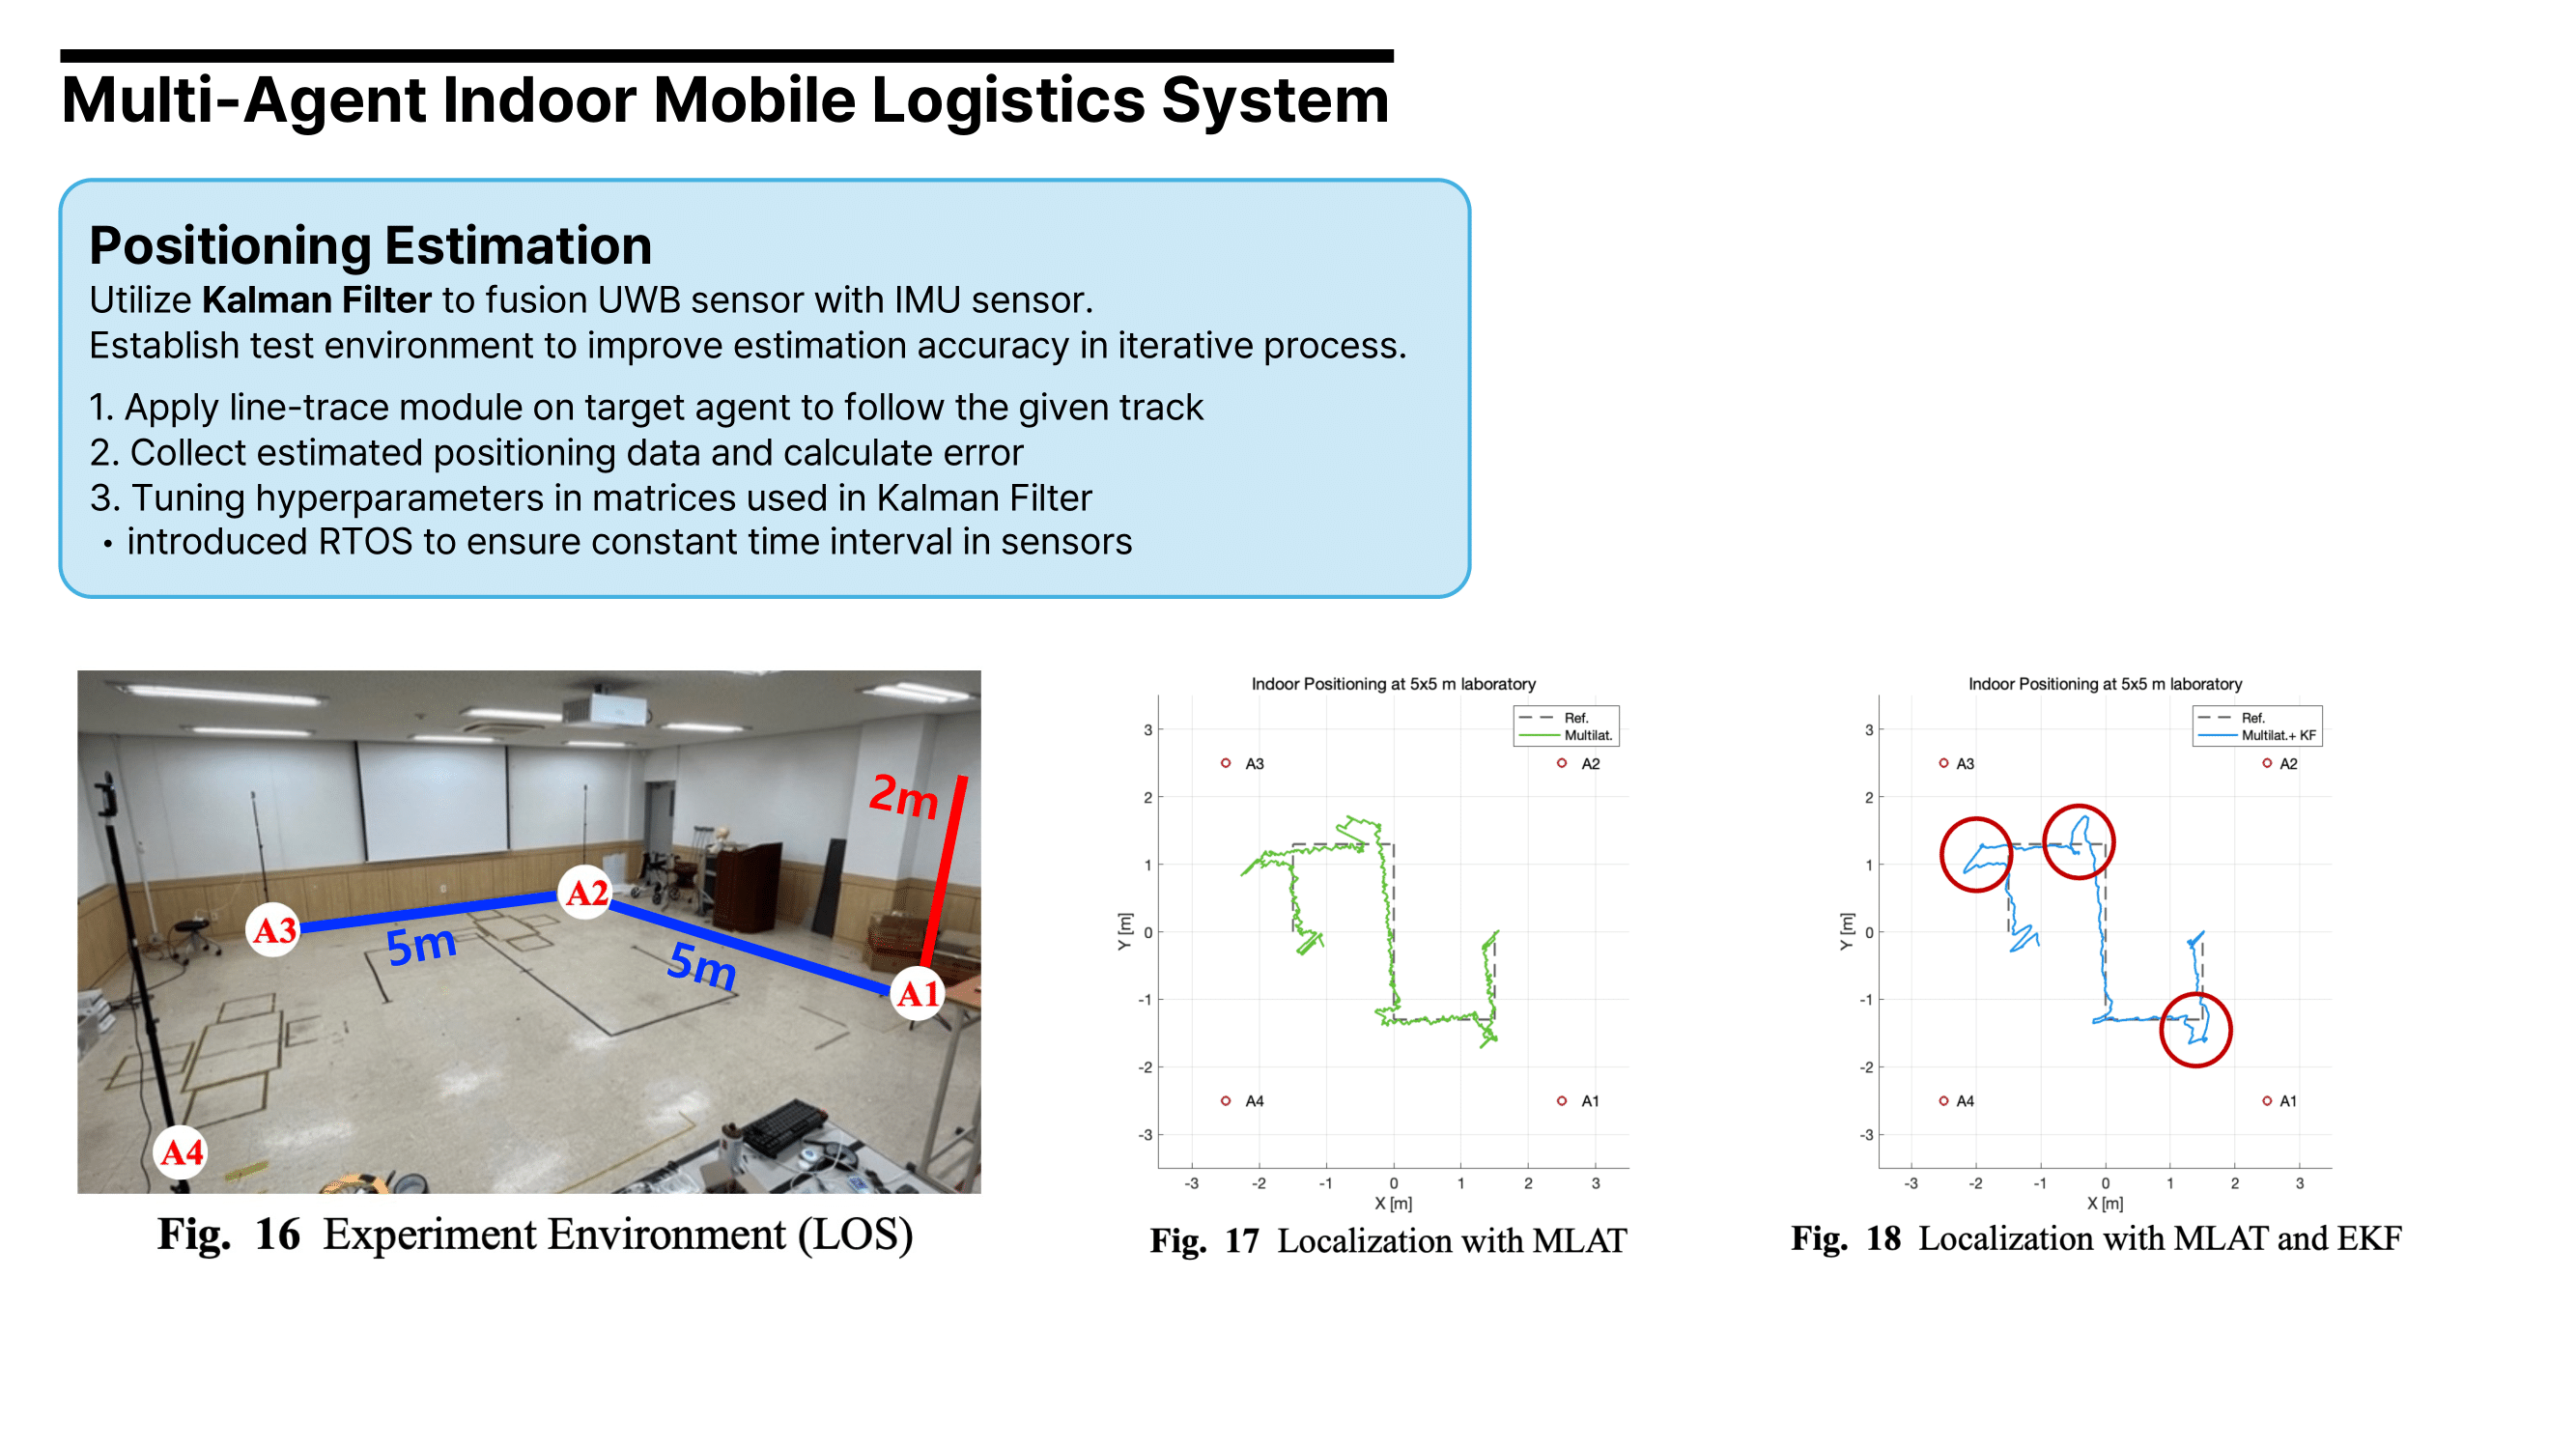 Multi-Agent Indoor Mobile Logistics System
Positioning Estimation
Utilize Kalman Filter to fusion UWB sensor with IMU sensor.
Establish test environment to improve estimation accuracy in iterative process.
1. Apply line-trace module on target agent to follow the given track
2. Collect estimated positioning data and calculate error
3. Tuning hyperparameters in matrices used in Kalman Filter
• introduced RTOS to ensure constant time interval in sensors
2m
A2
A3
5m
5m
A1
A4
Fig. 16 Experiment Environment (LOS)
Indoor Positioning at 5x5 m laboratory
Ref.
Multilat.
3
A3
A2
2
1
Y [m]
0
-1
-2
A4
A1
-3
-3 -2 -1 0 1 2 3
X [m]
Fig. 17 Localization with MLAT
Indoor Positioning at 5x5 m laboratory
Ref.
Multilat.+ KF
3
A3
A2
2
1
Y [m]
0
-1
-2
A4
A1
-3
-3 -2 -1 0 1 2 3
X [m]
Fig. 18 Localization with MLAT and EKF